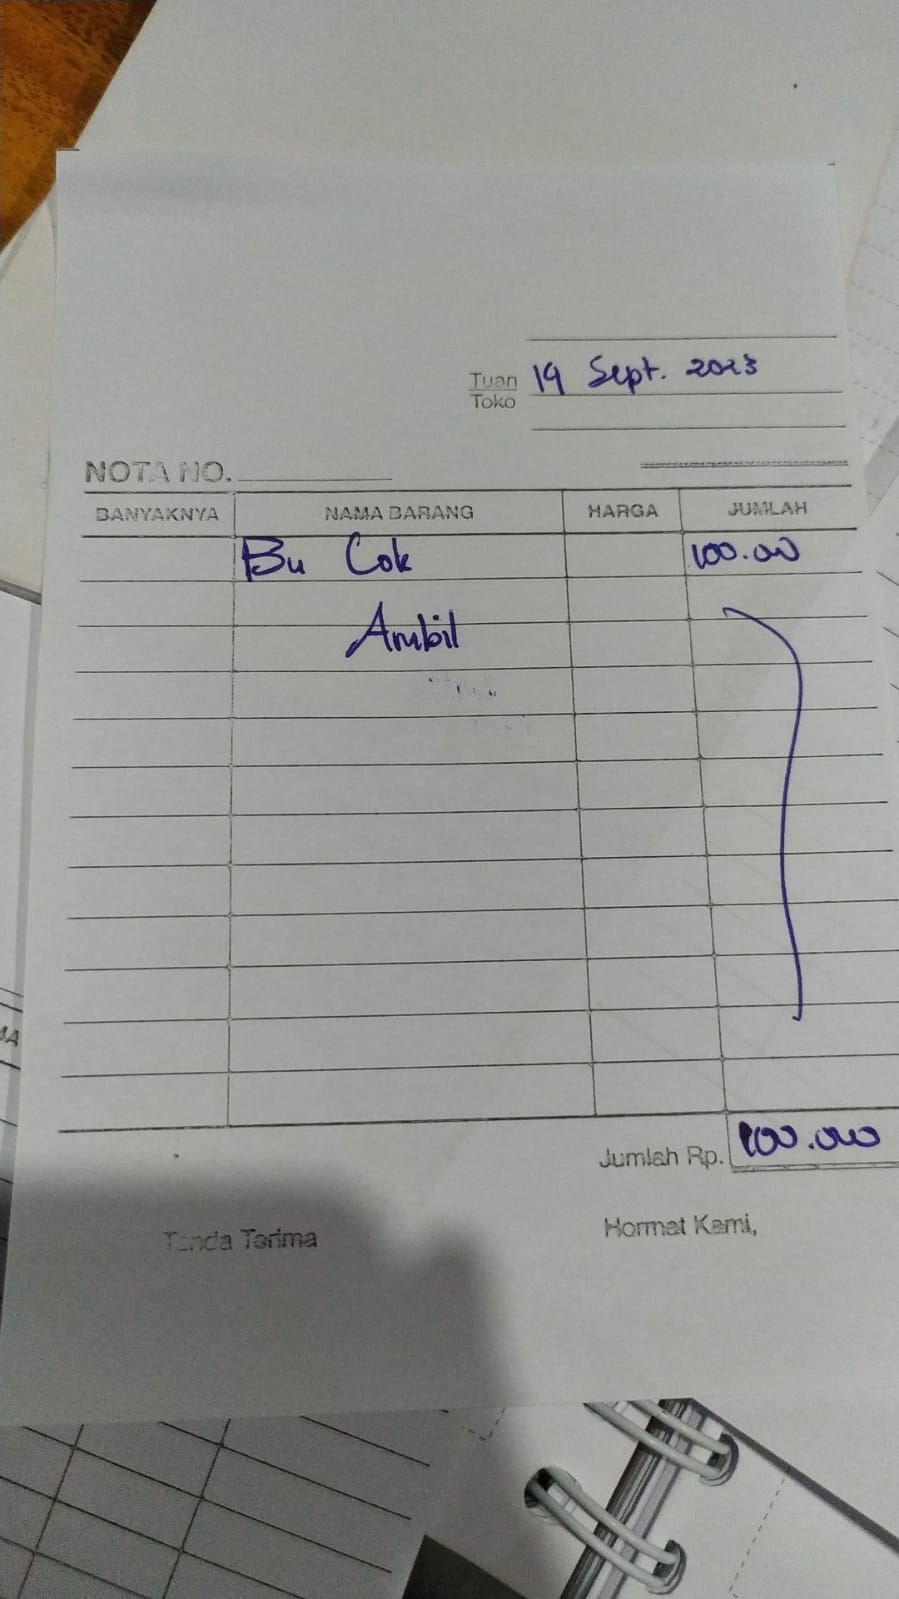 Tuan 19 Sept. 2023
Toko
NOTA NO.
BANYAKNYA NAMA BARANG HARGA JUMLAH
Bu Cok 100.00
Ambil
Jumlah Rp. 100.000
Tanda Terima Hormat Kami,